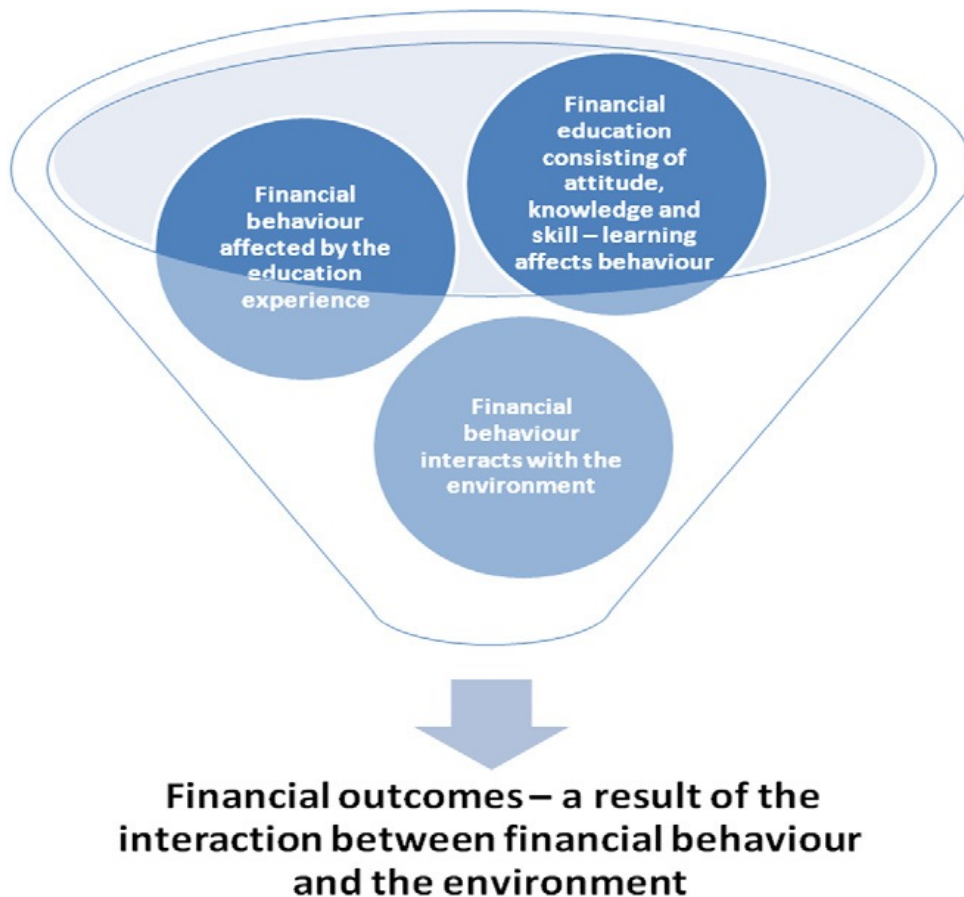 Financial
education
consisting of
attitude,
knowledge and
skill – learning
affects behaviour
Financial
behaviour
affected by the
education
experience
Financial
behaviour
interacts with the
environment
Financial outcomes – a result of the
interaction between financial behaviour
and the environment